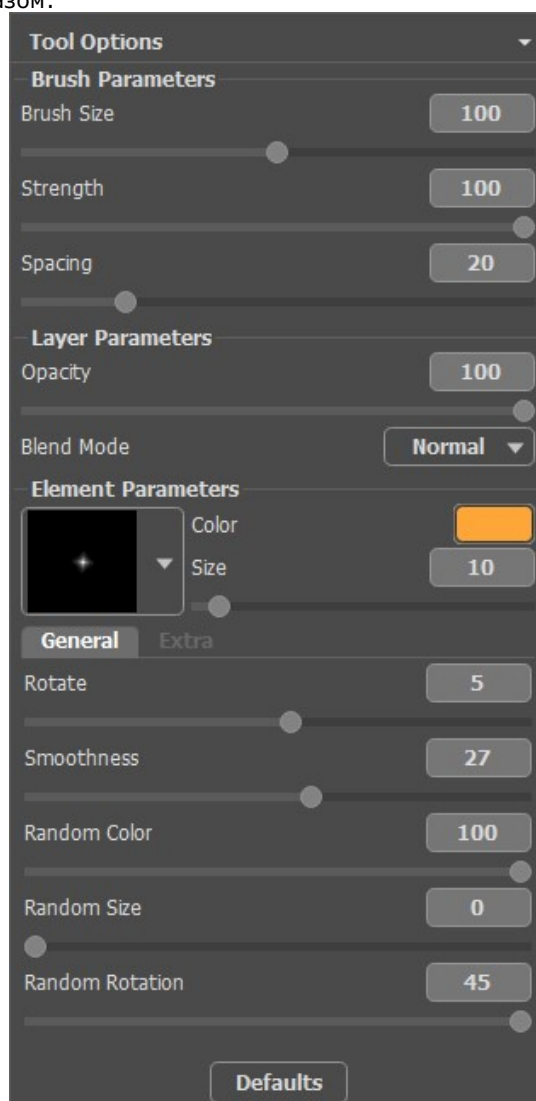 Tool Options
Brush Parameters
Brush Size 100
Strength 100
Spacing 20
Layer Parameters
Opacity 100
Blend Mode Normal
Element Parameters
Color
Size 10
General Extra
Rotate 5
Smoothness 27
Random Color 100
Random Size 0
Random Rotation 45
Defaults